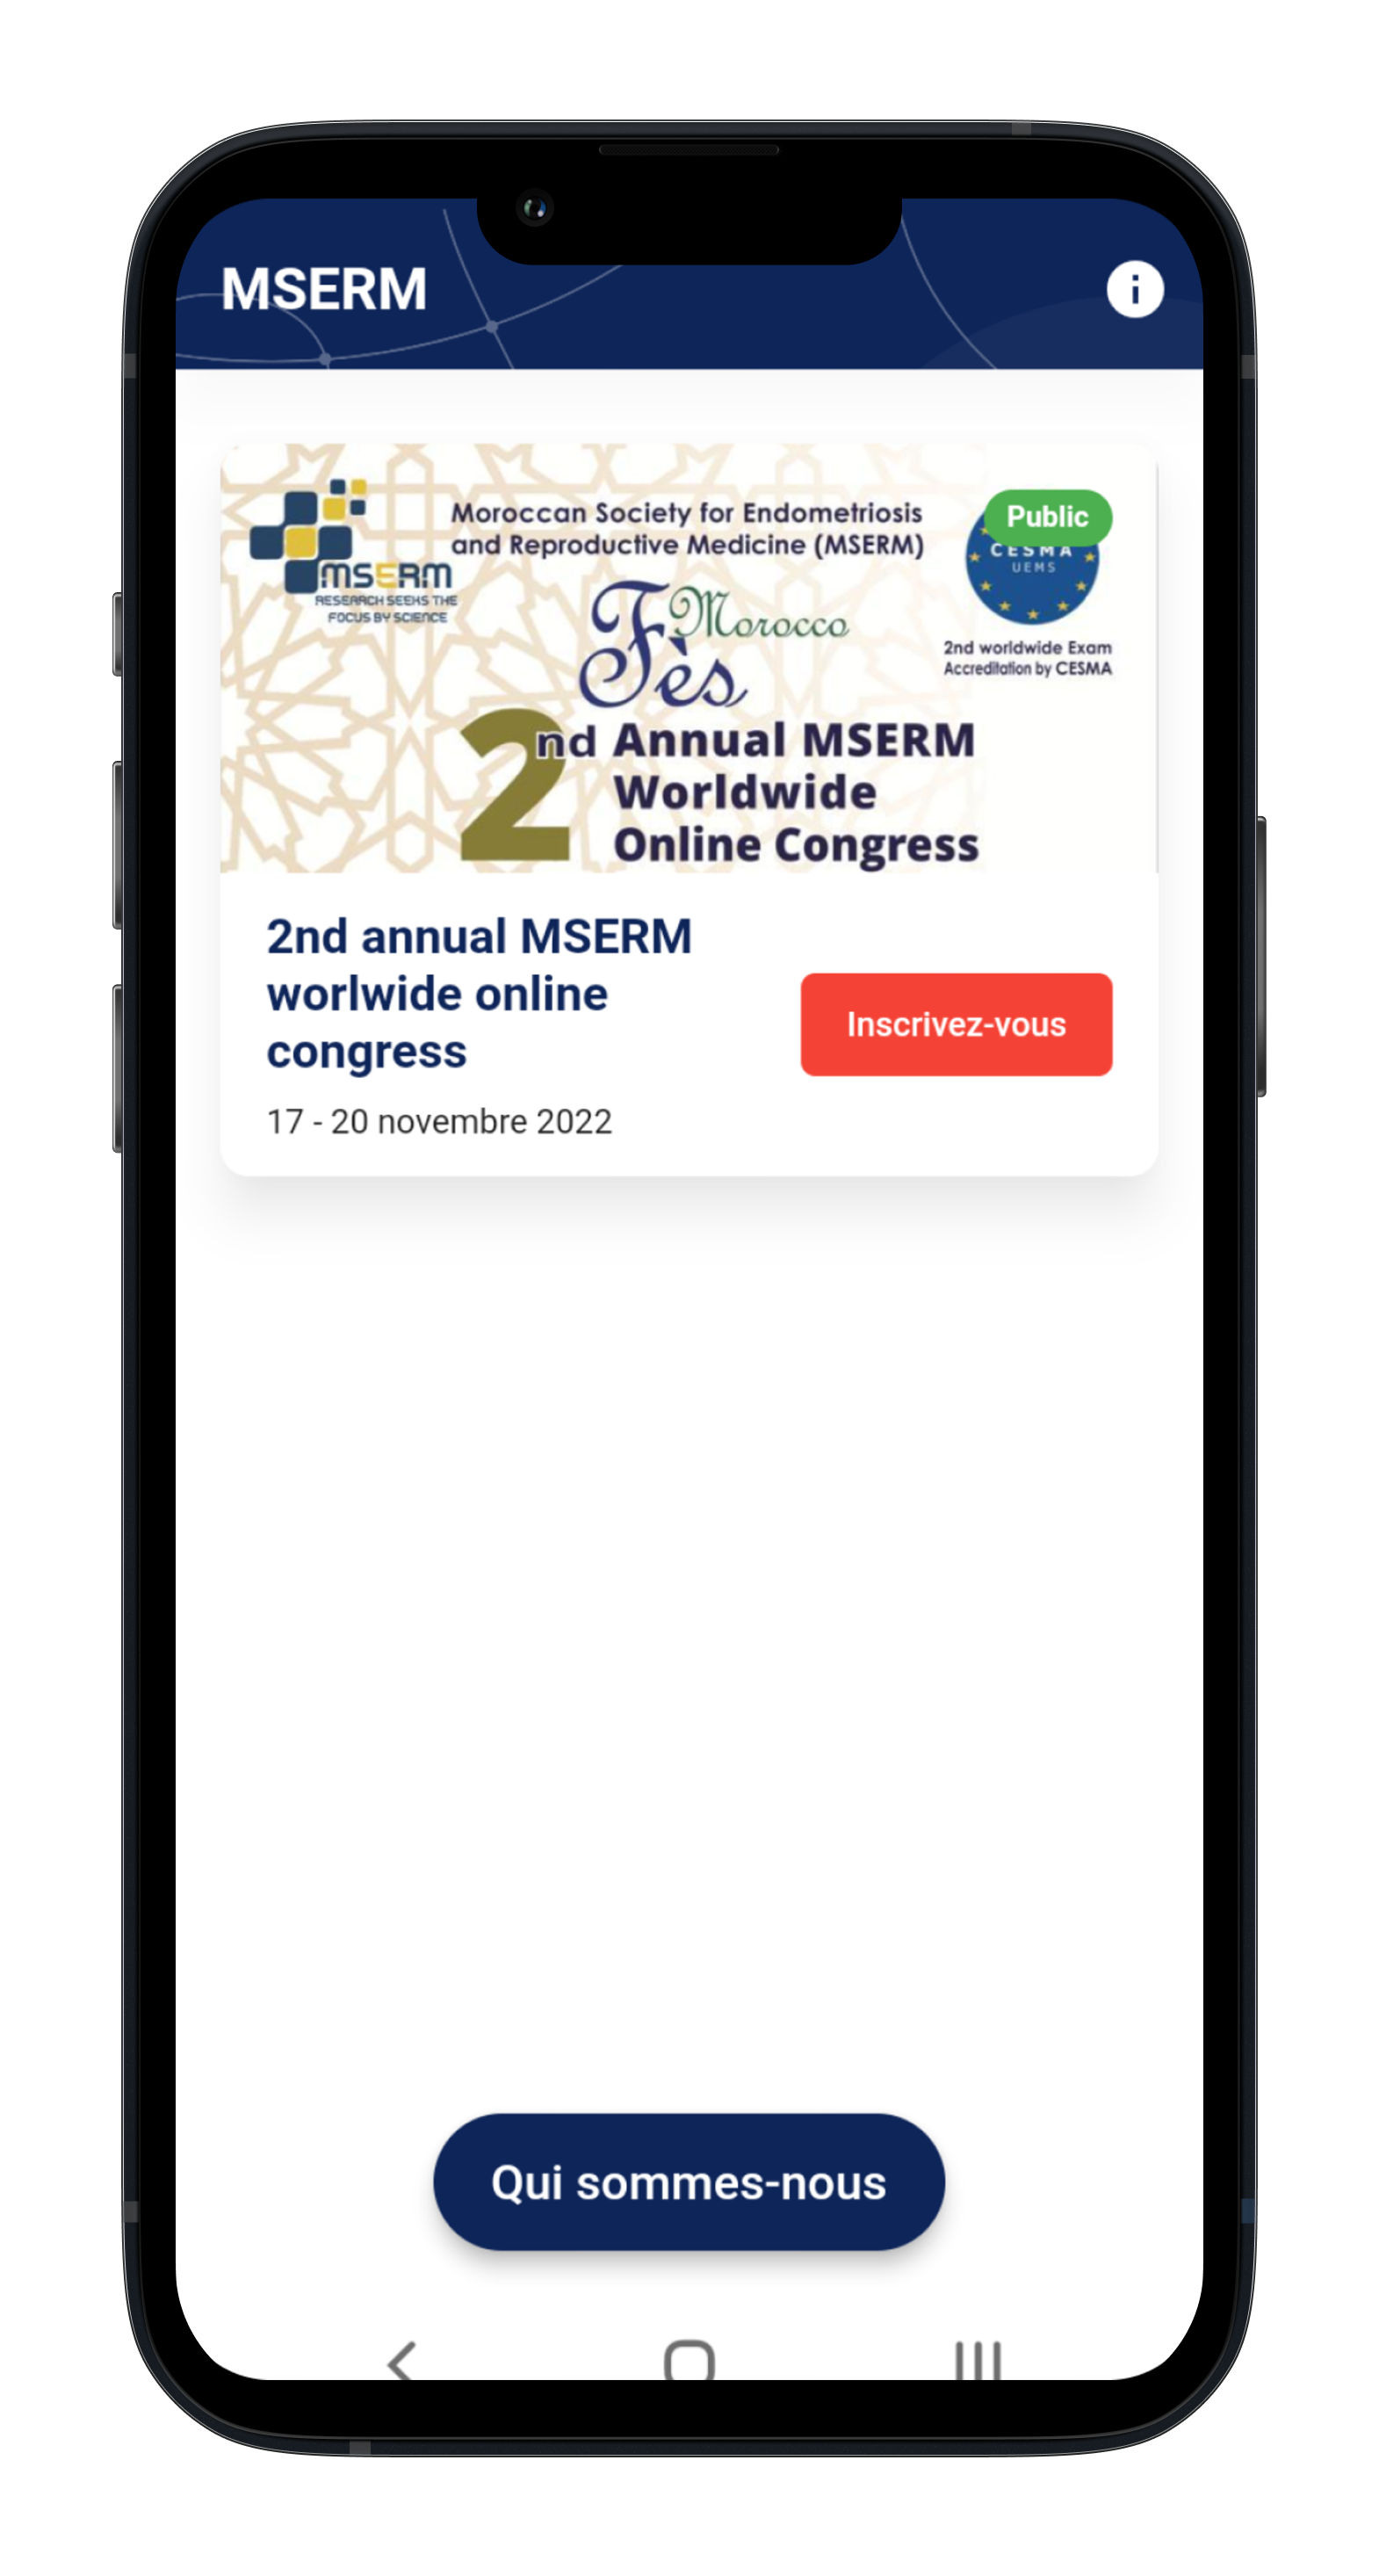 MSERM
Moroccan Society for Endometriosis
and Reproductive Medicine (MSERM)
Public
CESMA
UEMS
mSERm
RESEARCH SEEKS THE
FOCUS BY SCIENCE
Morocco
Fès
2nd worldwide Exam
Accreditation by CESMA
2nd Annual MSERM
Worldwide
Online Congress
2nd annual MSERM
worlwide online
congress
Inscrivez-vous
17 - 20 novembre 2022
Qui sommes-nous